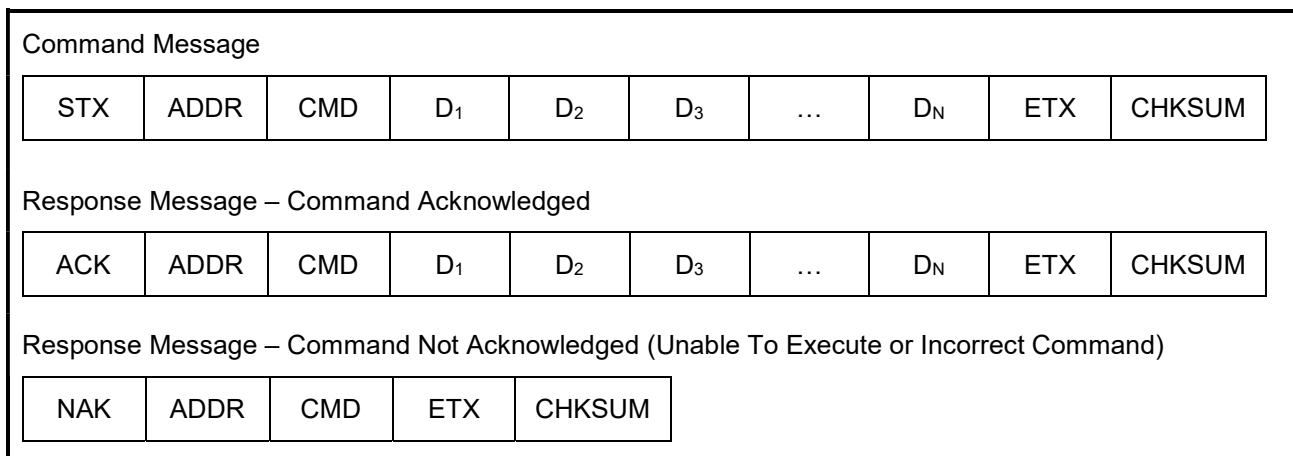 Command Message
STX ADDR CMD D₁ D₂ D₃ … Dₙ ETX CHKSUM
Response Message – Command Acknowledged
ACK ADDR CMD D₁ D₂ D₃ … Dₙ ETX CHKSUM
Response Message – Command Not Acknowledged (Unable To Execute or Incorrect Command)
NAK ADDR CMD ETX CHKSUM